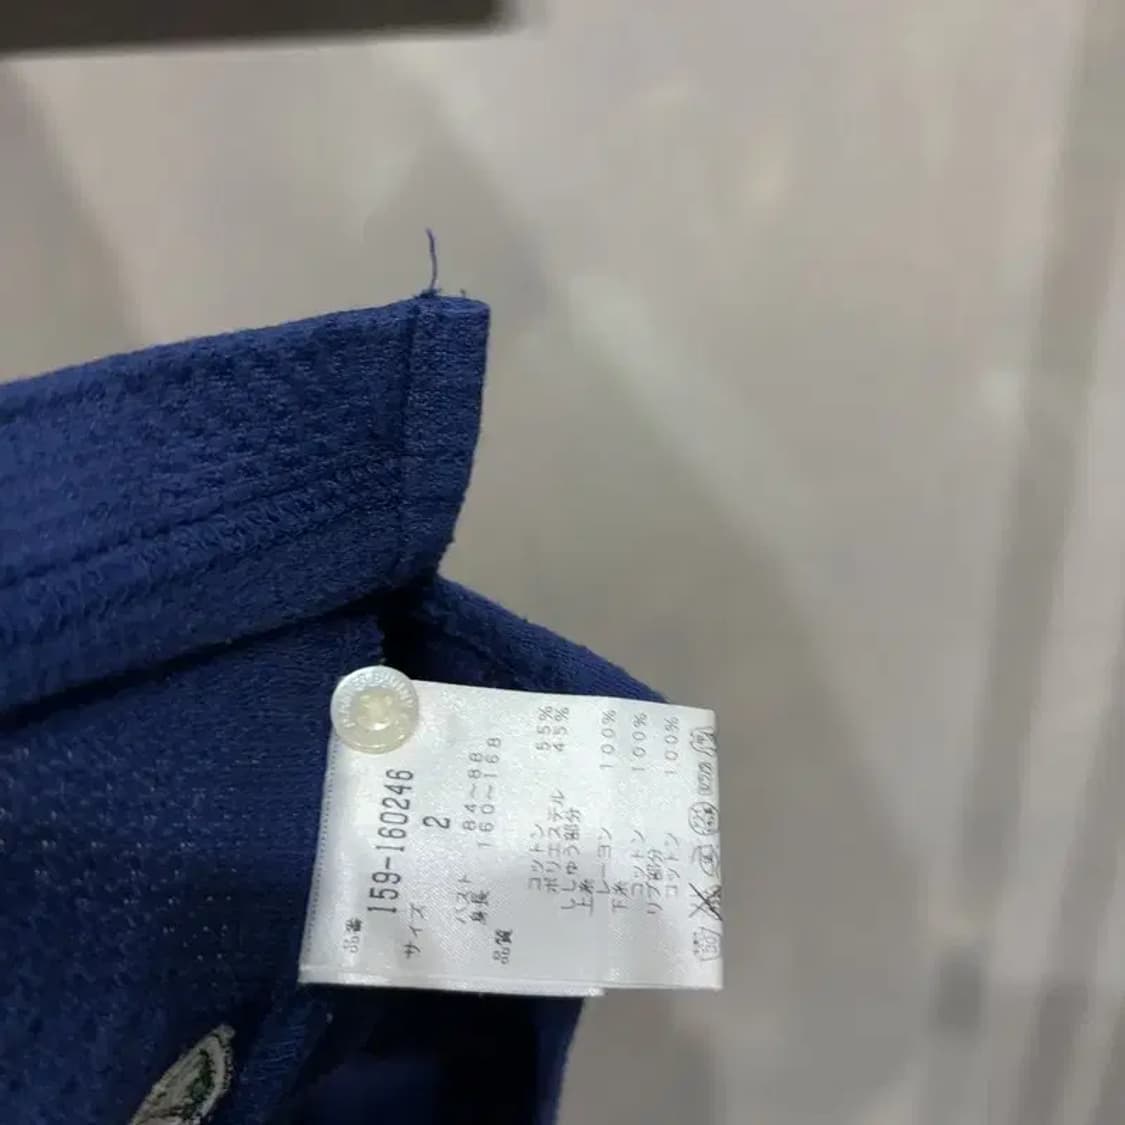 品番
159-160246
サイズ 2
バスト 84~88
身長 160~168
品質
コットン 55%
ポリエステル 45%
ししゅう部分
上糸
レーヨン 100%
下糸
コットン 100%
リブ部分
コットン 100%